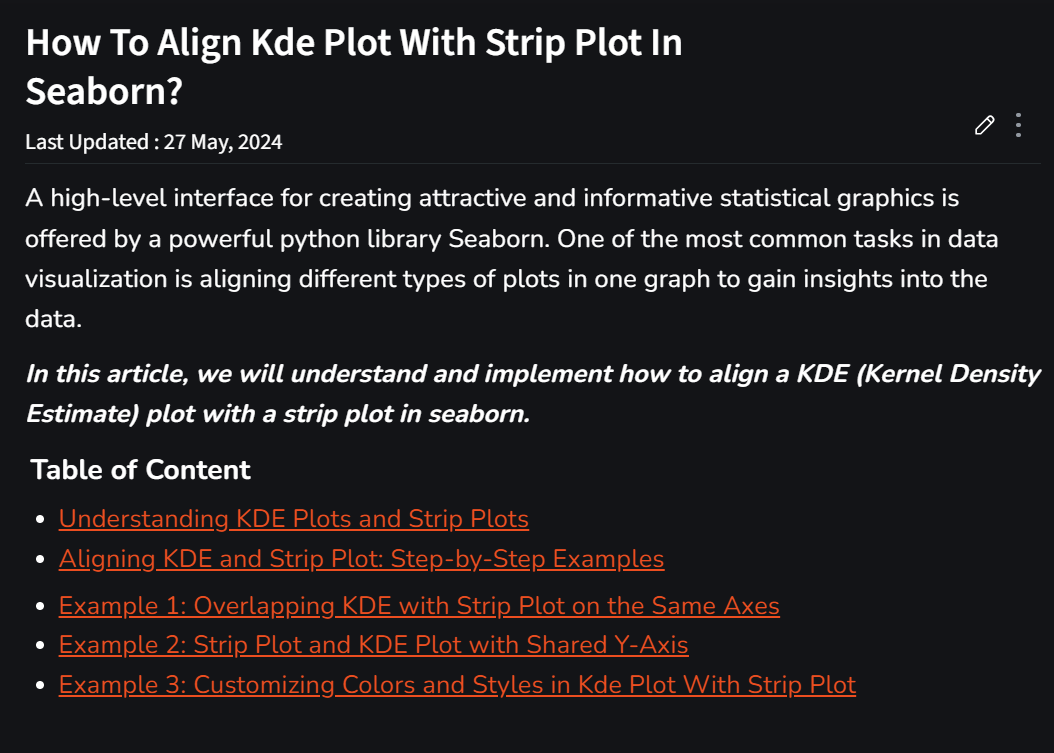 How To Align Kde Plot With Strip Plot In
Seaborn?
Last Updated : 27 May, 2024
A high-level interface for creating attractive and informative statistical graphics is
offered by a powerful python library Seaborn. One of the most common tasks in data
visualization is aligning different types of plots in one graph to gain insights into the
data.
In this article, we will understand and implement how to align a KDE (Kernel Density
Estimate) plot with a strip plot in seaborn.
Table of Content
Understanding KDE Plots and Strip Plots
Aligning KDE and Strip Plot: Step-by-Step Examples
Example 1: Overlapping KDE with Strip Plot on the Same Axes
Example 2: Strip Plot and KDE Plot with Shared Y-Axis
Example 3: Customizing Colors and Styles in Kde Plot With Strip Plot